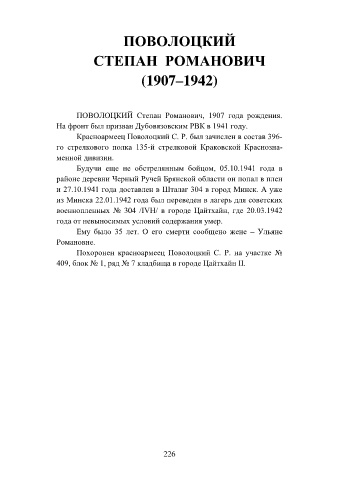 ПОВОЛОЦКИЙ
СТЕПАН РОМАНОВИЧ
(1907–1942)
ПОВОЛОЦКИЙ Степан Романович, 1907 года рождения.
На фронт был призван Дубовязовским РВК в 1941 году.
Красноармеец Поволоцкий С. Р. был зачислен в состав 396-
го стрелкового полка 135-й стрелковой Краковской Краснозна-
менной дивизии.
Будучи еще не обстрелянным бойцом, 05.10.1941 года в
районе деревни Черный Ручей Брянской области он попал в плен
и 27.10.1941 года доставлен в Шталаг 304 в город Минск. А уже
из Минска 22.01.1942 года был переведен в лагерь для советских
военнопленных № 304 /IVH/ в городе Цайтхайн, где 20.03.1942
года от невыносимых условий содержания умер.
Ему было 35 лет. О его смерти сообщено жене – Ульяне
Романовне.
Похоронен красноармеец Поволоцкий С. Р. на участке №
409, блок № 1, ряд № 7 кладбища в городе Цайтхайн II.
226